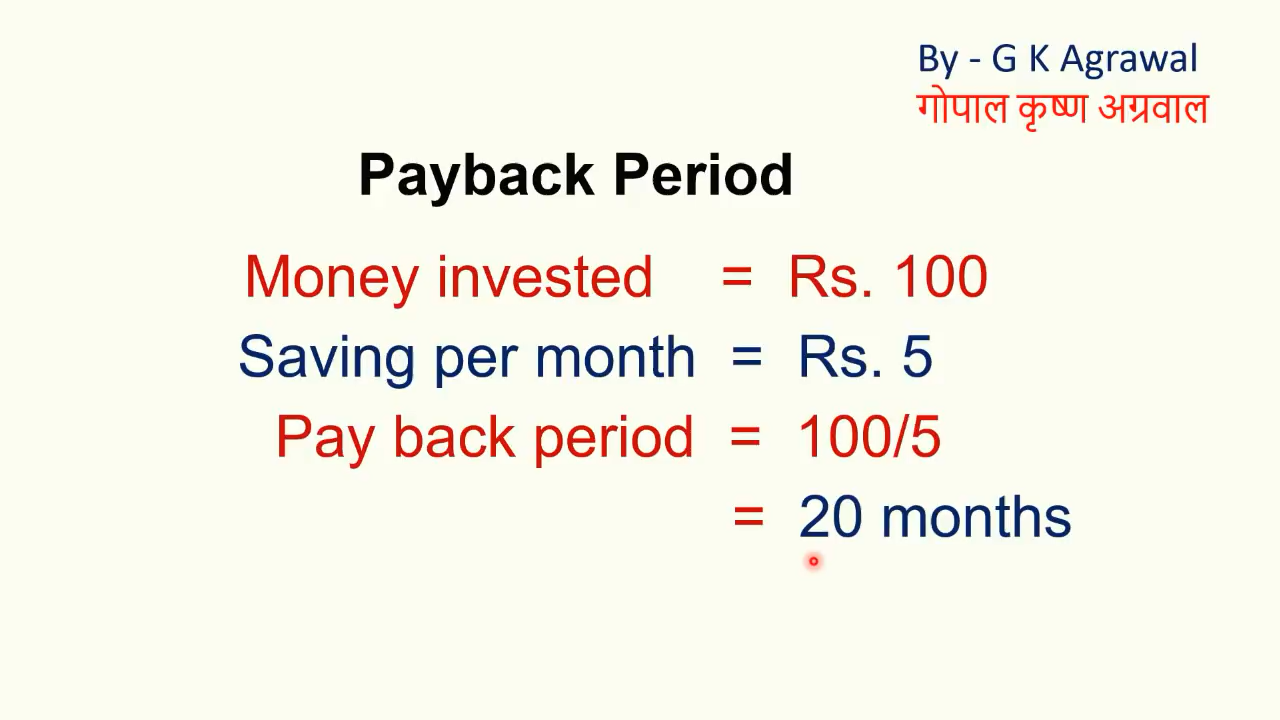 By - G K Agrawal
गोपाल कृष्ण अग्रवाल
Payback Period
Money invested = Rs. 100
Saving per month = Rs. 5
Pay back period = 100/5
= 20 months